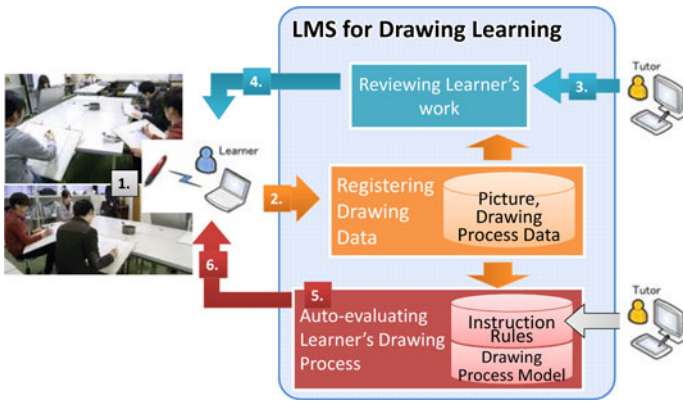 LMS for Drawing Learning
Tutor
4.
Reviewing Learner's
work
3.
Learner
1.
2.
Registering
Drawing
Data
Picture,
Drawing
Process Data
6.
5.
Auto-evaluating
Learner's Drawing
Process
Instruction
Rules
Drawing
Process Model
Tutor